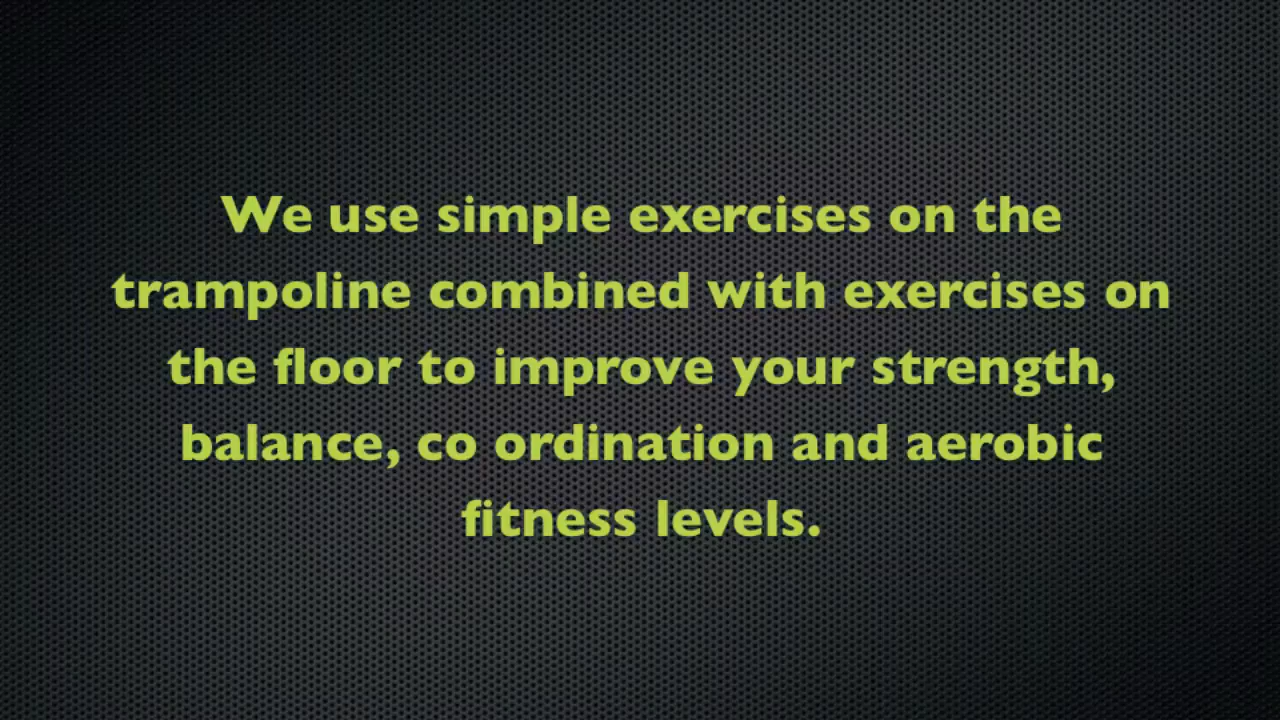 We use simple exercises on the
trampoline combined with exercises on
the floor to improve your strength,
balance, co ordination and aerobic
fitness levels.